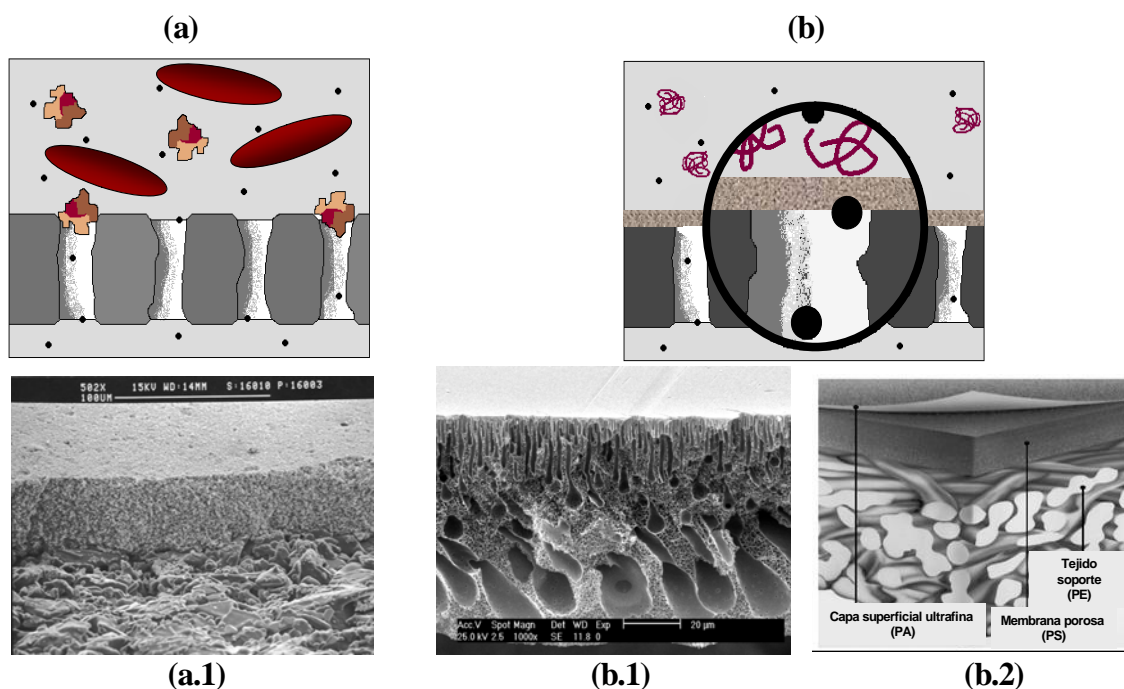 (a)
(b)
502X 15KV WD:14MM S:16010 P:16003
100UM
Acc.V Spot Magn Det WD Exp
25.0 kV 2.5 1000x SE 11.8 0
20 µm
Tejido
soporte
(PE)
Capa superficial ultrafina
(PA)
Membrana porosa
(PS)
(a.1)
(b.1)
(b.2)